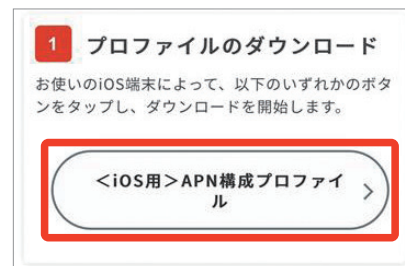 1 プロファイルのダウンロード
お使いのiOS端末によって、以下のいずれかのボタ
ンをタップし、ダウンロードを開始します。
＜iOS用＞APN構成プロファイ
ル